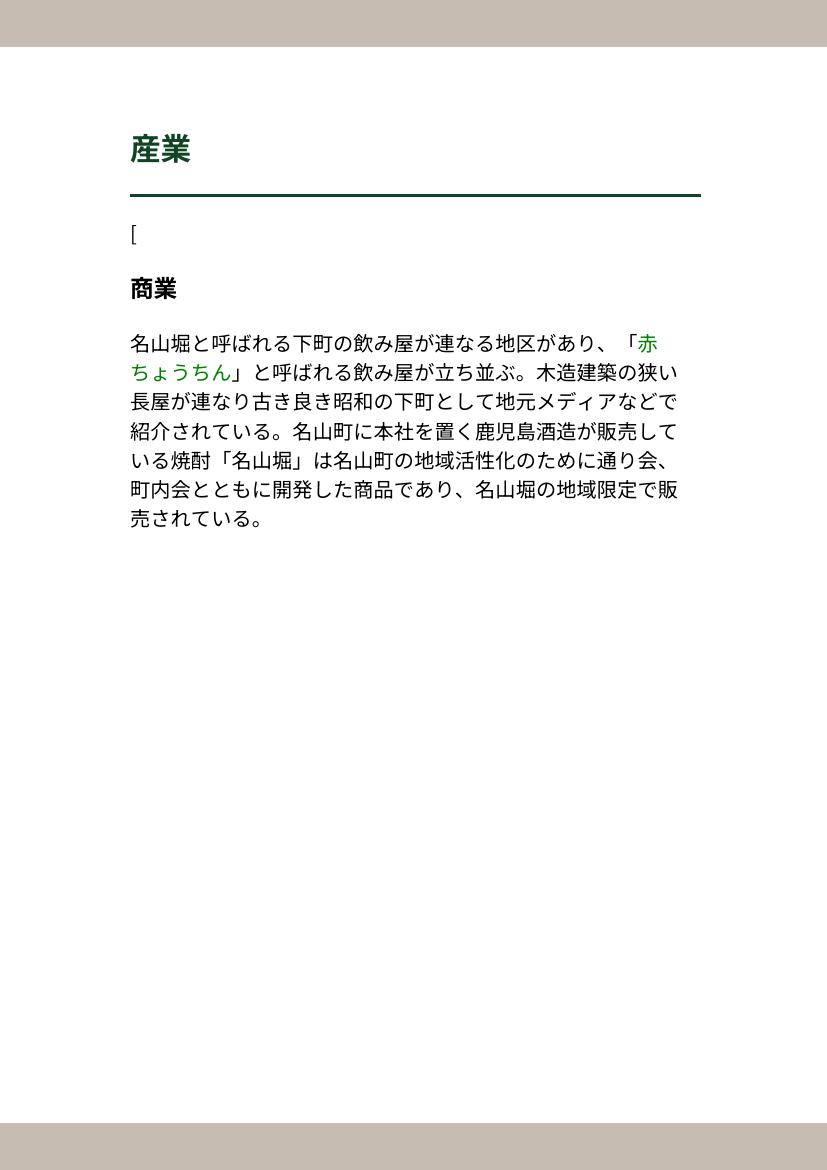 産業
[
商業
名山堀と呼ばれる下町の飲み屋が連なる地区があり、「赤
ちょうちん」と呼ばれる飲み屋が立ち並ぶ。木造建築の狭い
長屋が連なり古き良き昭和の下町として地元メディアなどで
紹介されている。名山町に本社を置く鹿児島酒造が販売して
いる焼酎「名山堀」は名山町の地域活性化のために通り会、
町内会とともに開発した商品であり、名山堀の地域限定で販
売されている。